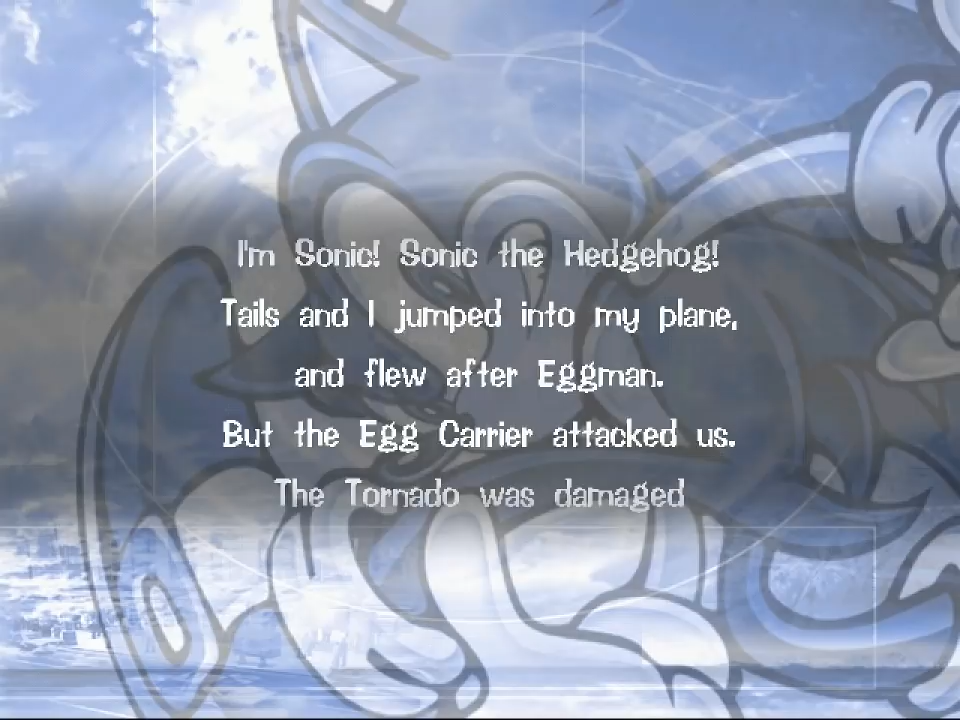 I'm Sonic! Sonic the Hedgehog!
Tails and I jumped into my plane,
and flew after Eggman.
But the Egg Carrier attacked us.
The Tornado was damaged